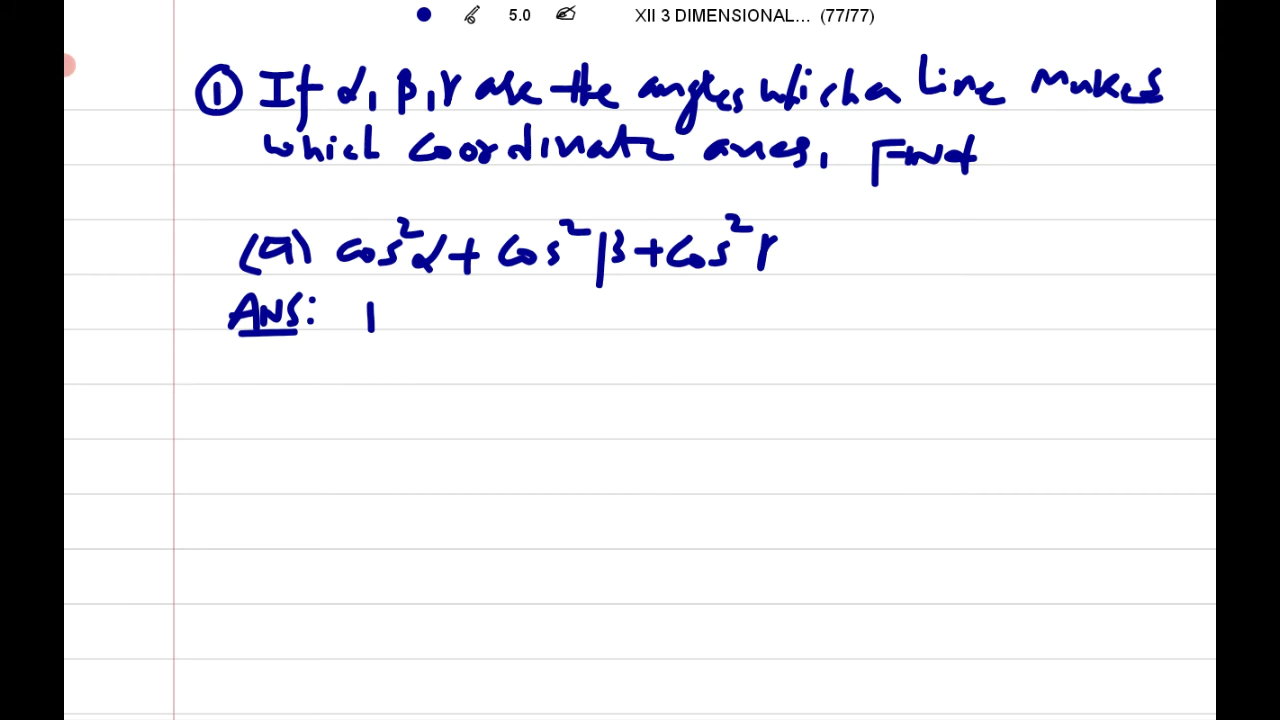 5.0 XII 3 DIMENSIONAL... (77/77)
① If α, β, γ are the angles which a line makes
which coordinate axes, Find
(a) cos²α + cos²β + cos²γ
ANS: 1